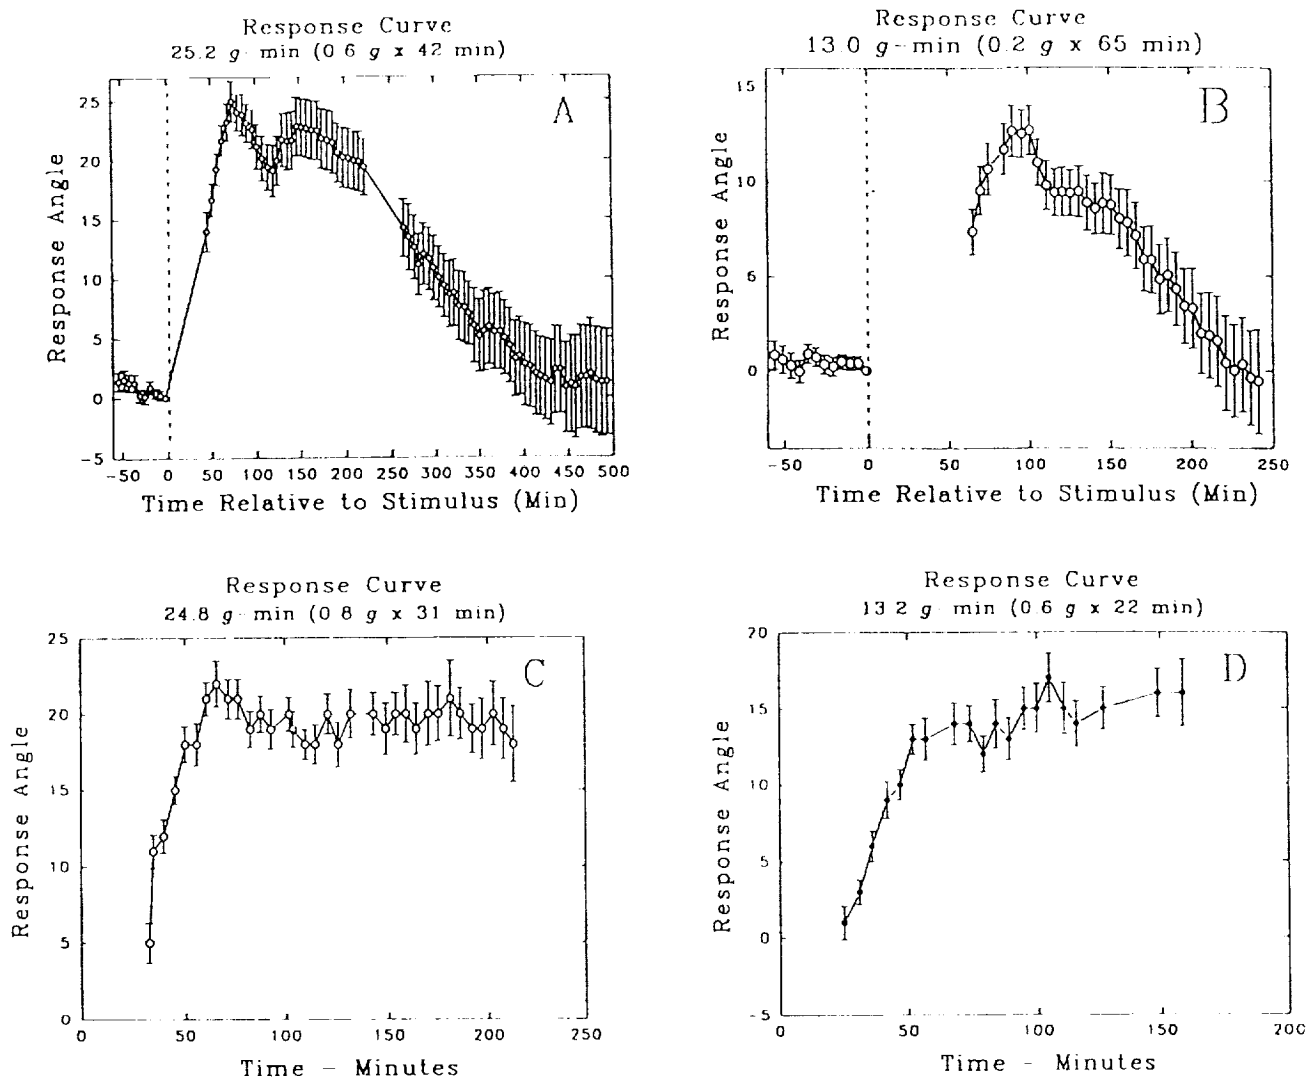 Response Curve
25.2 g-min (0.6 g x 42 min)
A
Response Angle
25
20
15
10
5
0
-5
-50 0 50 100 150 200 250 300 350 400 450 500
Time Relative to Stimulus (Min)
Response Curve
13.0 g-min (0.2 g x 65 min)
B
Response Angle
15
10
5
0
-50 0 50 100 150 200 250
Time Relative to Stimulus (Min)
Response Curve
24.8 g-min (0.8 g x 31 min)
C
Response Angle
25
20
15
10
5
0
0 50 100 150 200 250
Time - Minutes
Response Curve
13.2 g-min (0.6 g x 22 min)
D
Response Angle
20
15
10
5
0
-5
0 50 100 150 200
Time - Minutes